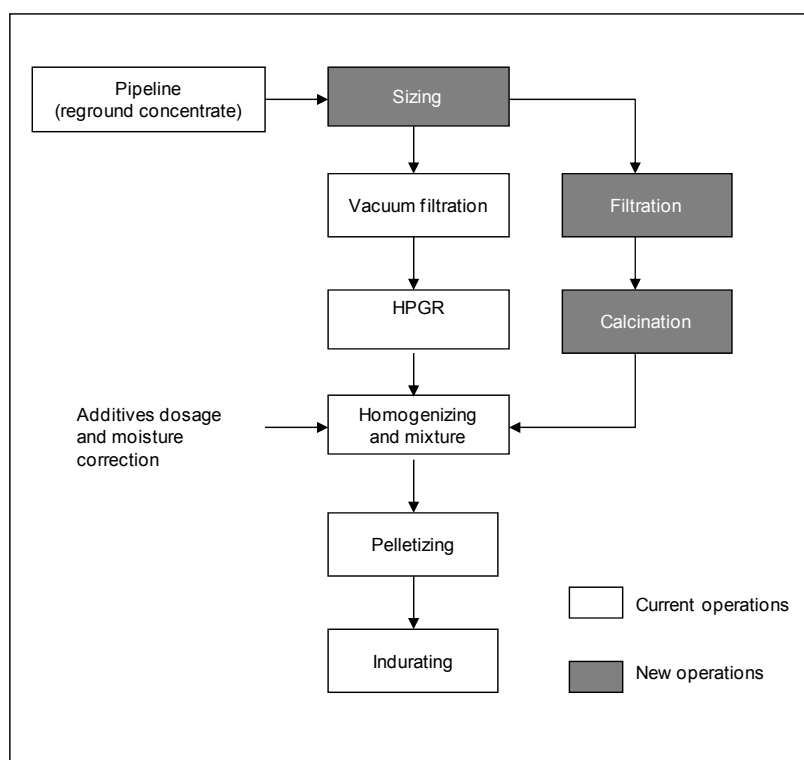 Pipeline
(reground concentrate)
Sizing
Vacuum filtration
Filtration
HPGR
Calcination
Additives dosage
and moisture
correction
Homogenizing
and mixture
Pelletizing
Indurating
Current operations
New operations